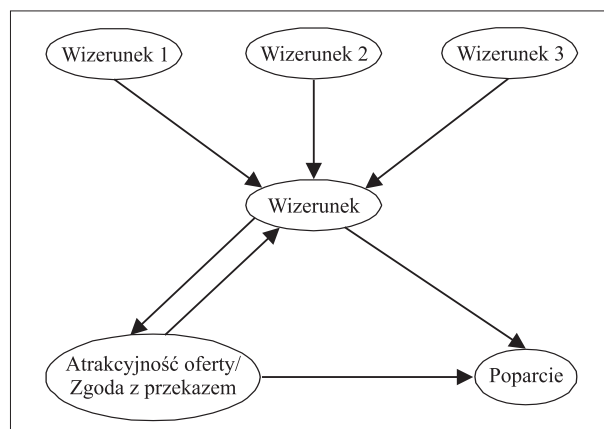 Wizerunek 1
Wizerunek 2
Wizerunek 3
Wizerunek
Atrakcyjność oferty/
Zgoda z przekazem
Poparcie